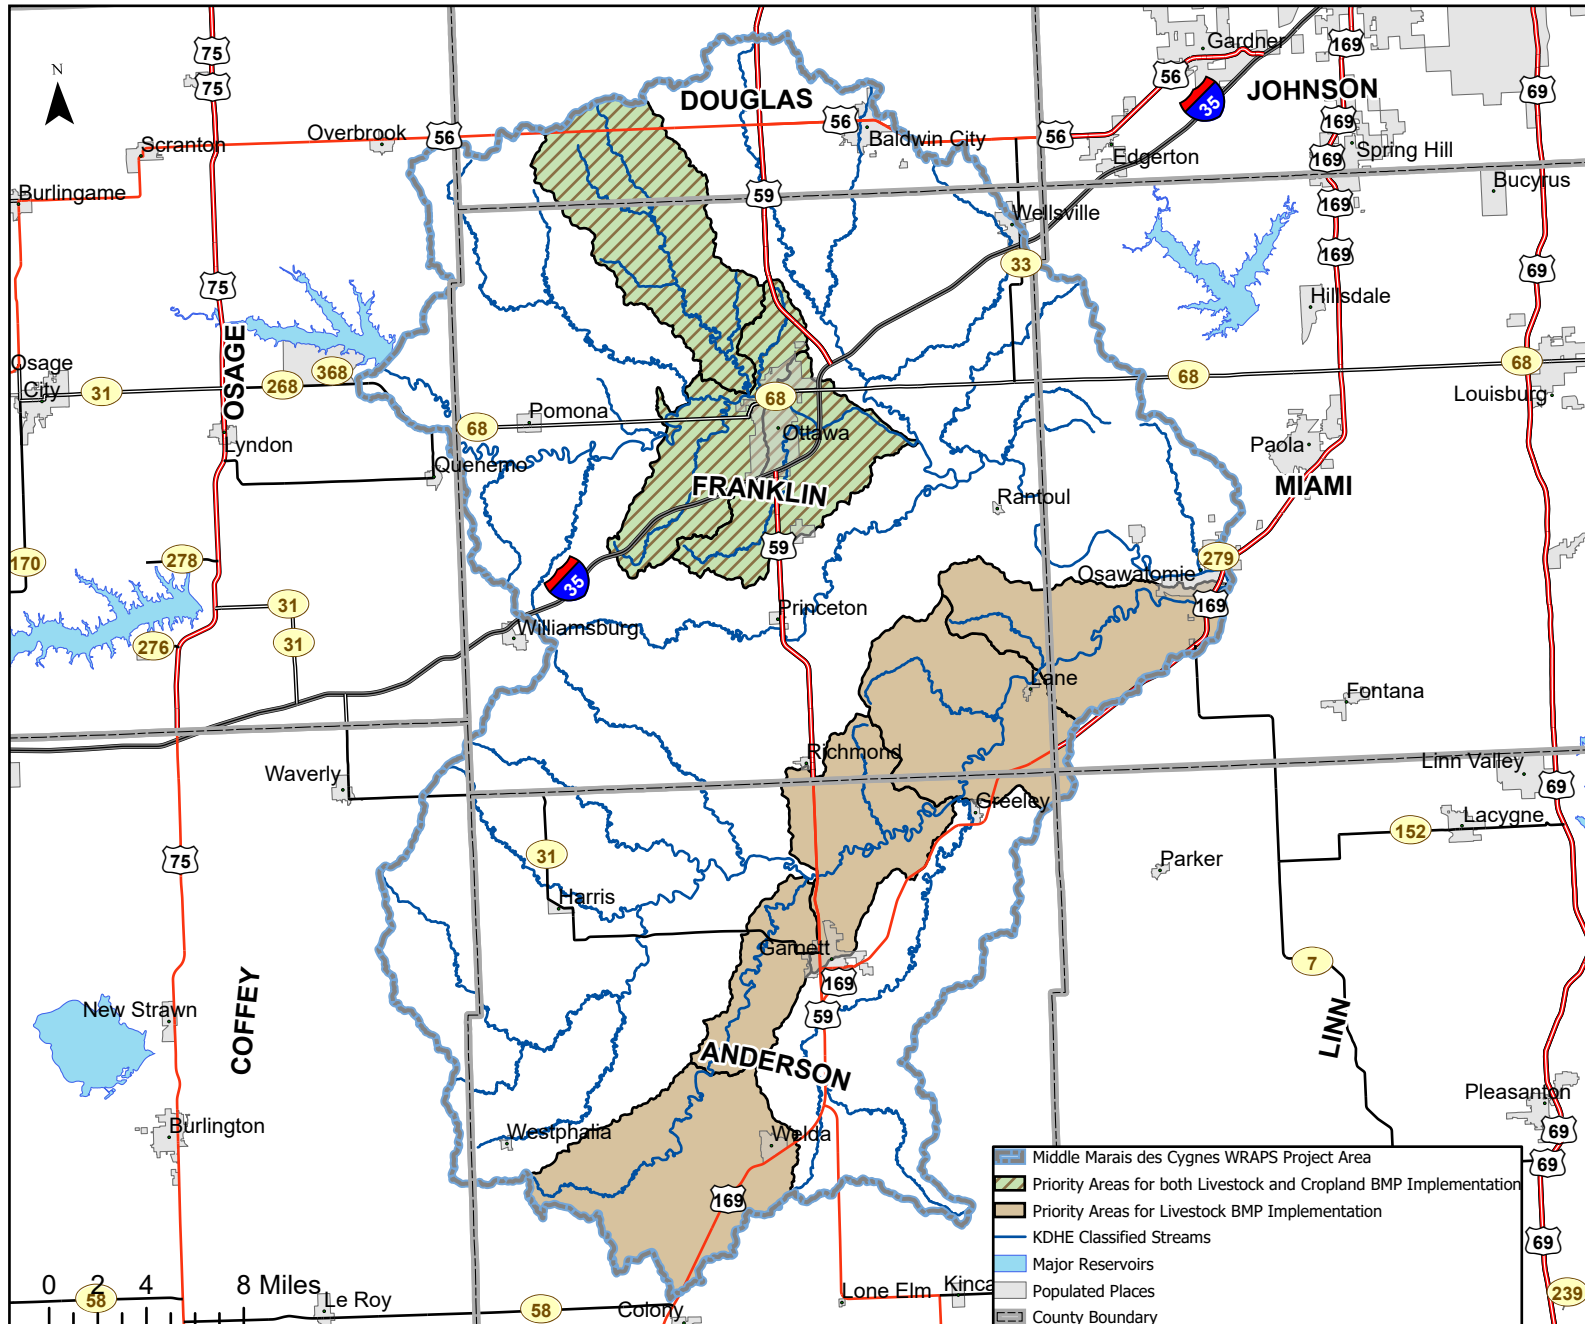 75
169
Gardner
75
N
56
69
35
JOHNSON
DOUGLAS
56
56
56
169
Overbrook
Scranton
Baldwin City
Edgerton
169
Spring Hill
Burlingame
59
Bucyrus
169
Wellsville
33
169
69
75
Hillsdale
OSAGE
Osage
City
31
268
368
68
68
68
Louisburg
Pomona
68
Ottawa
Lyndon
Paola
Quenemo
FRANKLIN
MIAMI
Rantoul
59
170
278
279
35
Osawatomie
31
169
Princeton
31
276
Williamsburg
Lane
Fontana
Richmond
Waverly
Linn Valley
69
Greeley
Lacygne
152
75
31
Parker
Harris
Garnett
7
169
New Strawn
59
COFFEY
LINN
ANDERSON
Pleasanton
Burlington
Westphalia
Welda
69
69
169
69
0 2 4 8 Miles
58
Le Roy
58
Colony
Lone Elm
Kinca
239
Middle Marais des Cygnes WRAPS Project Area
Priority Areas for both Livestock and Cropland BMP Implementation
Priority Areas for Livestock BMP Implementation
KDHE Classified Streams
Major Reservoirs
Populated Places
County Boundary